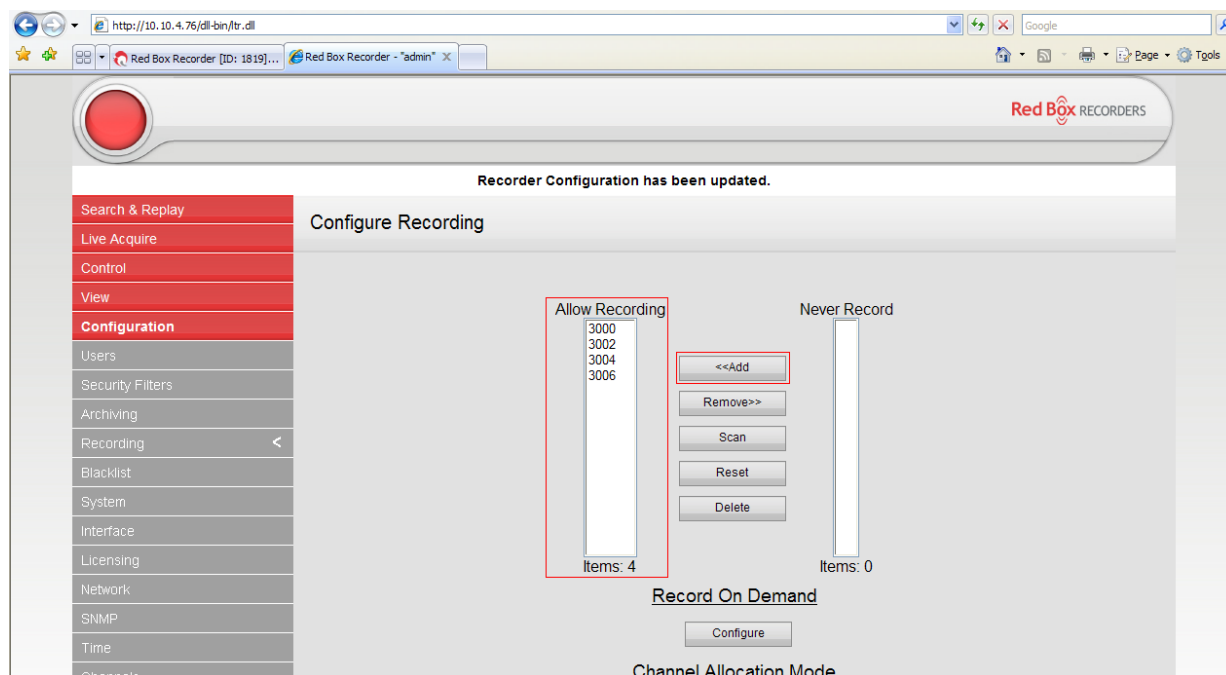 http://10.10.4.76/dll-bin/ltr.dll
Google
Red Box Recorder [ID: 1819]...
Red Box Recorder - "admin"
Page
Tools
Red Box RECORDERS
Recorder Configuration has been updated.
Search & Replay
Live Acquire
Control
View
Configuration
Users
Security Filters
Archiving
Recording <
Blacklist
System
Interface
Licensing
Network
SNMP
Time
Channels
Configure Recording
Allow Recording
3000
3002
3004
3006
Items: 4
<<Add
Remove>>
Scan
Reset
Delete
Never Record
Items: 0
Record On Demand
Configure
Channel Allocation Mode